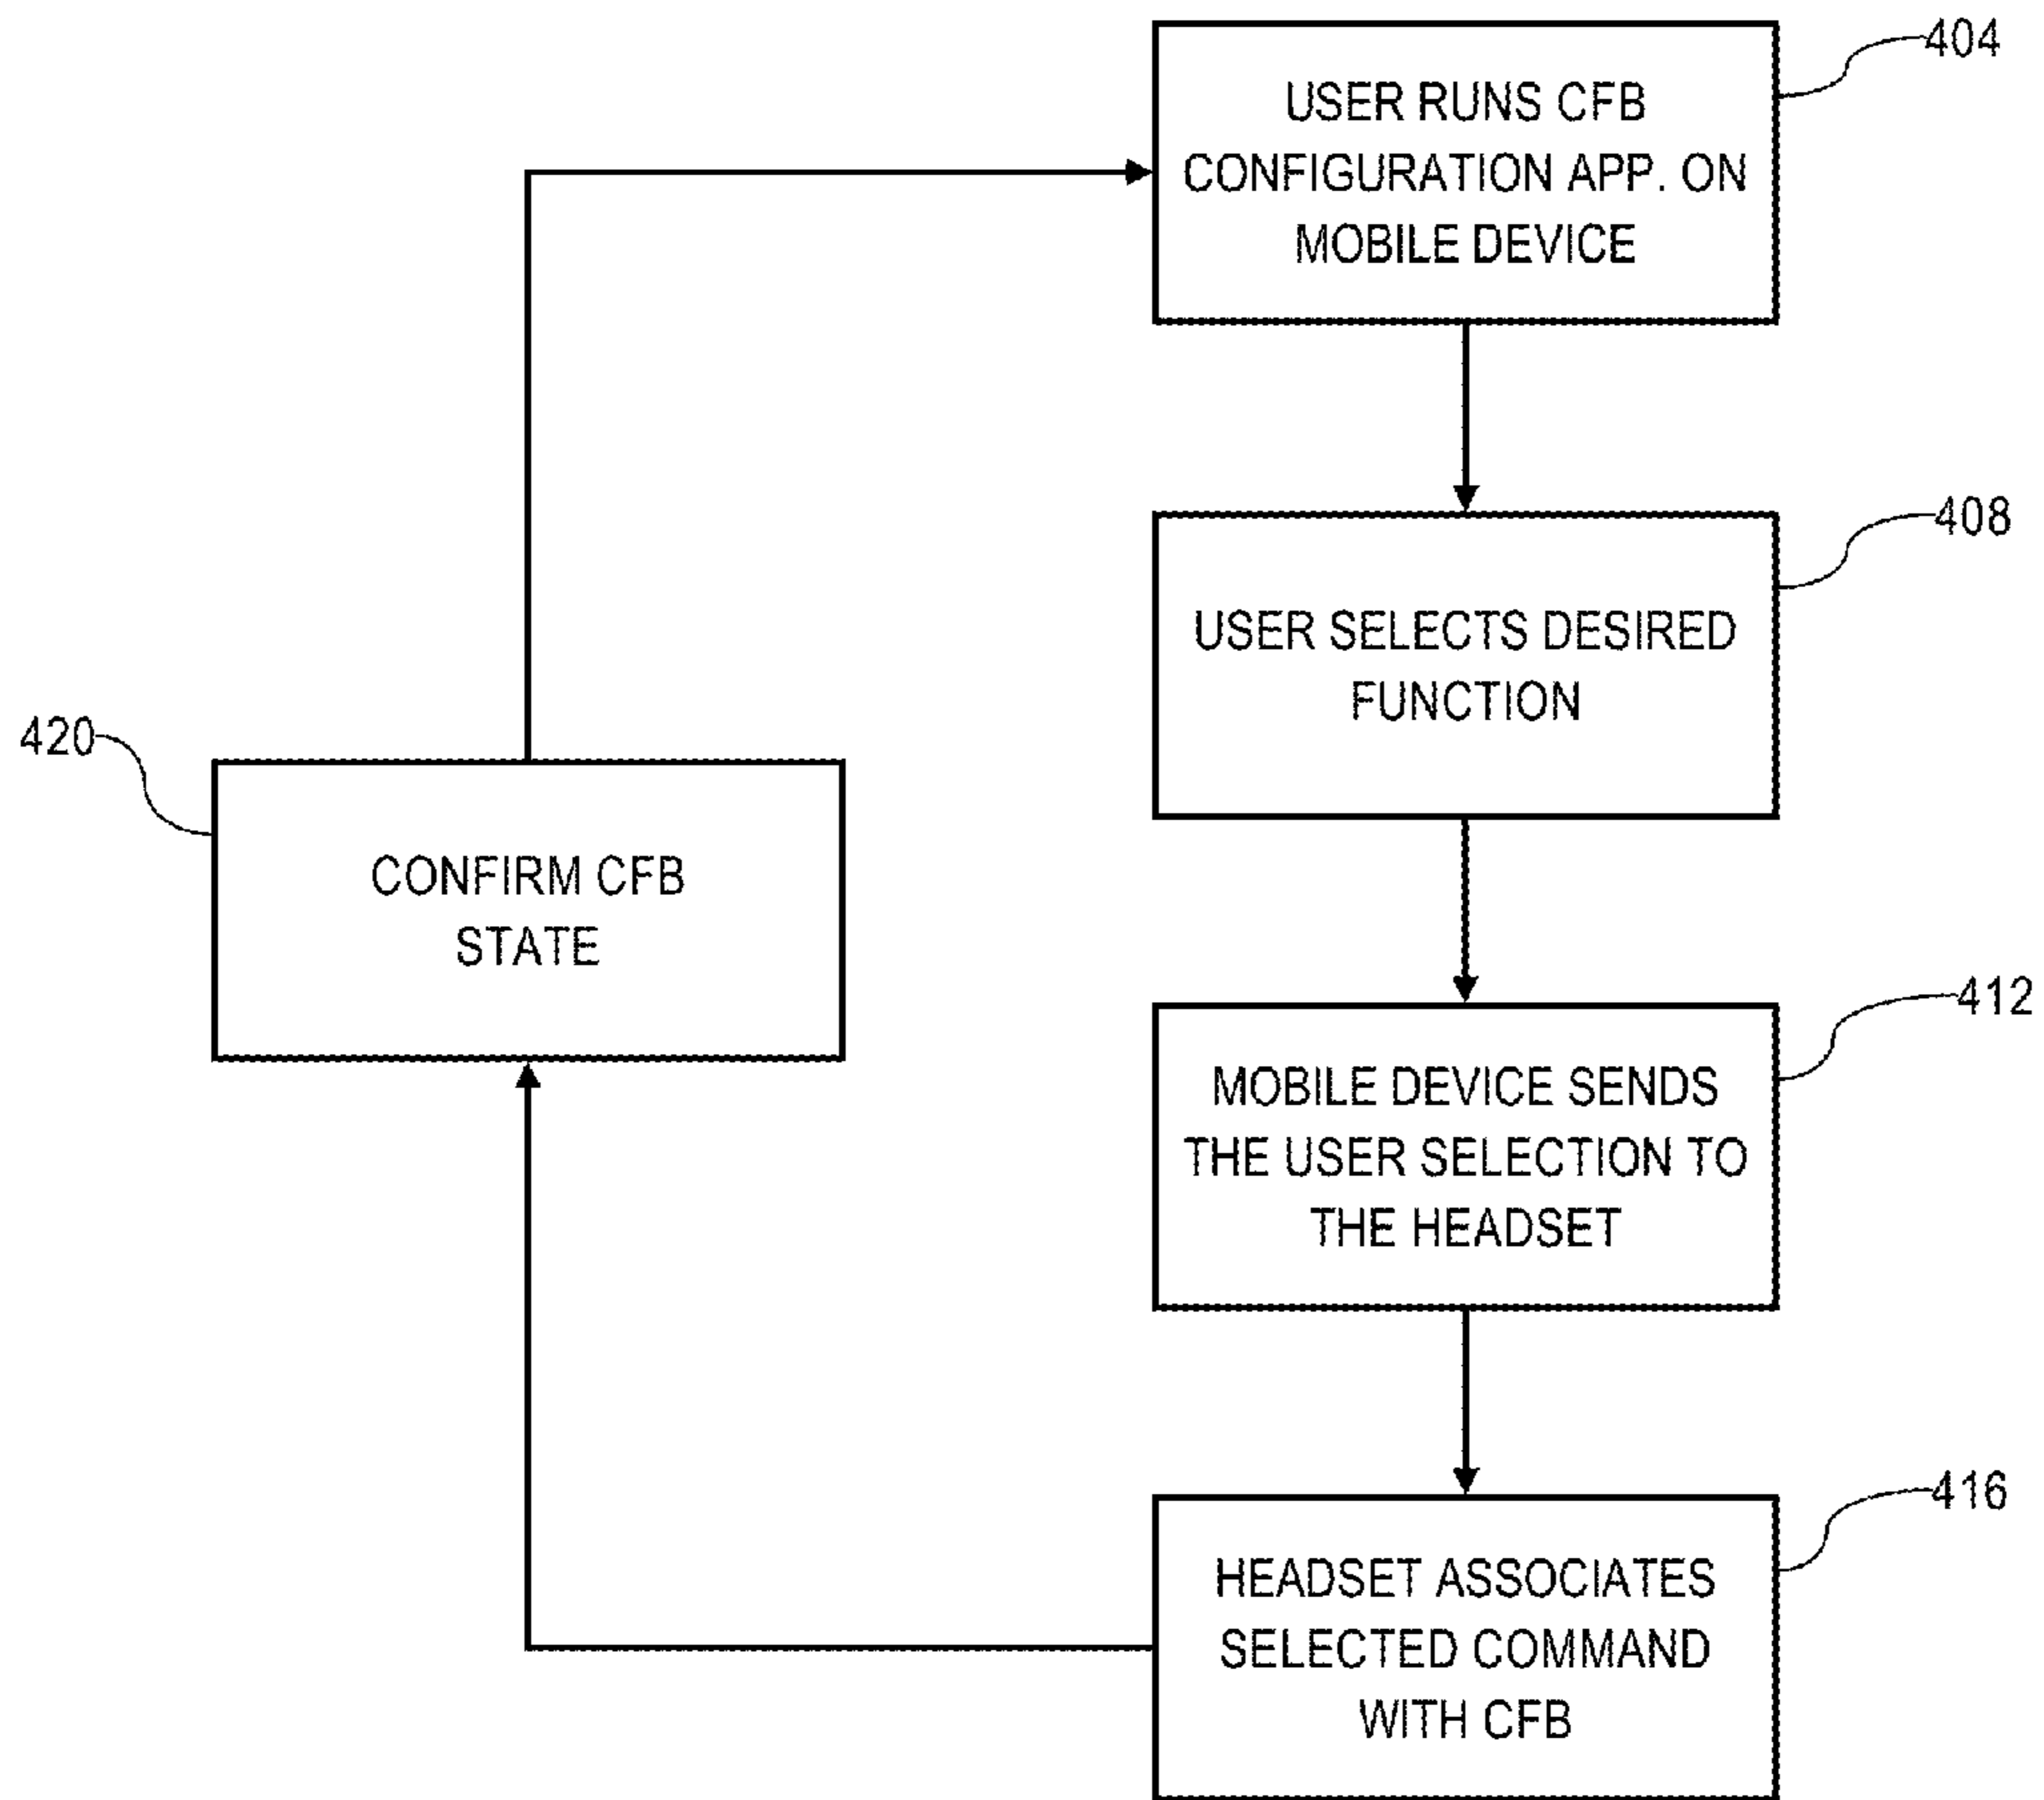 404
USER RUNS CFB
CONFIGURATION APP. ON
MOBILE DEVICE
408
USER SELECTS DESIRED
FUNCTION
420
CONFIRM CFB
STATE
412
MOBILE DEVICE SENDS
THE USER SELECTION TO
THE HEADSET
416
HEADSET ASSOCIATES
SELECTED COMMAND
WITH CFB